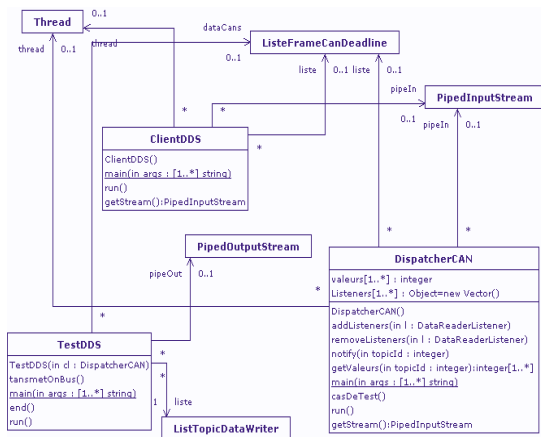 Thread
0..1
dataCans
ListeFrameCanDeadline
thread
0..1
thread
0..1
liste
0..1
liste
0..1
pipeIn
PipedInputStream
0..1
pipeIn
0..1
*
*
*
ClientDDS
ClientDDS()
main(in args : [1..*] string)
run()
getStream():PipedInputStream
*
*
PipedOutputStream
pipeOut
0..1
DispatcherCAN
valeurs[1..*] : integer
Listeners[1..*] : Object=new Vector()
DispatcherCAN()
addListeners(in l : DataReaderListener)
removeListeners(in l : DataReaderListener)
notify(in topicId : integer)
getValeurs(in topicId : integer):integer[1..*]
main(in args : [1..*] string)
casDeTest()
run()
getStream():PipedInputStream
*
*
TestDDS
TestDDS(in cl : DispatcherCAN)
tansmetOnBus()
main(in args : [1..*] string)
end()
run()
*
*
1
liste
ListTopicDataWriter